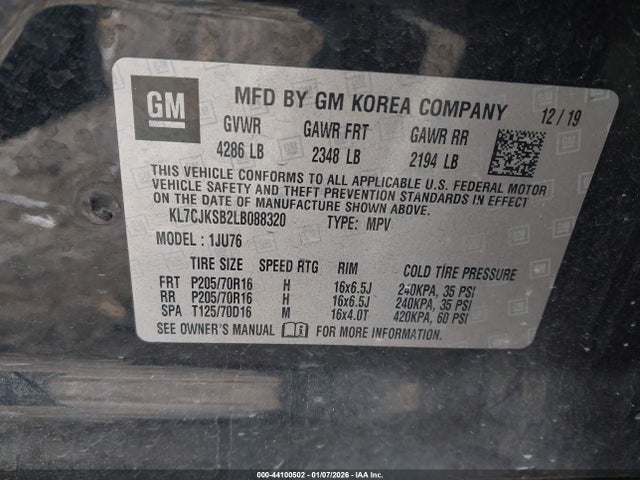 GM MFD BY GM KOREA COMPANY 12/19
GVWR GAWR FRT GAWR RR
4286 LB 2348 LB 2194 LB
THIS VEHICLE CONFORMS TO ALL APPLICABLE U.S. FEDERAL MOTOR
VEHICLE SAFETY AND THEFT PREVENTION STANDARDS IN EFFECT
ON THE DATE OF MANUFACTURE SHOWN ABOVE.
KL7CJKSB2LB088320 TYPE: MPV
MODEL: 1JU76
TIRE SIZE SPEED RTG RIM COLD TIRE PRESSURE
FRT P205/70R16 H 16x6.5J 240KPA, 35 PSI
RR P205/70R16 H 16x6.5J 240KPA, 35 PSI
SPA T125/70D16 M 16x4.0T 420KPA, 60 PSI
SEE OWNER'S MANUAL FOR MORE INFORMATION
000-44100502 - 01/07/2026 - IAA Inc.